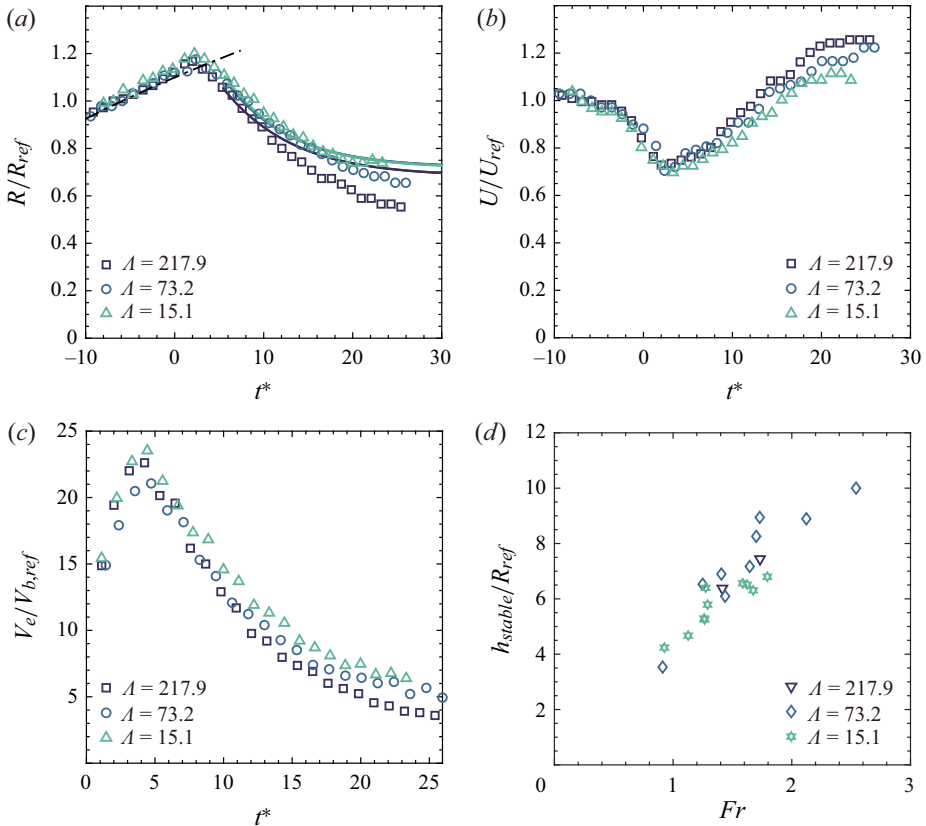 (a)
1.2
1.0
0.8
0.6
0.4
0.2
0
–10
0
10
20
30
R/R_ref
t*
Λ = 217.9
Λ = 73.2
Λ = 15.1
(b)
1.2
1.0
0.8
0.6
0.4
0.2
0
–10
0
10
20
30
U/U_ref
t*
Λ = 217.9
Λ = 73.2
Λ = 15.1
(c)
25
20
15
10
5
0
5
10
15
20
25
V_e/V_b,ref
t*
Λ = 217.9
Λ = 73.2
Λ = 15.1
(d)
12
10
8
6
4
2
0
1
2
3
h_stable/R_ref
Fr
Λ = 217.9
Λ = 73.2
Λ = 15.1